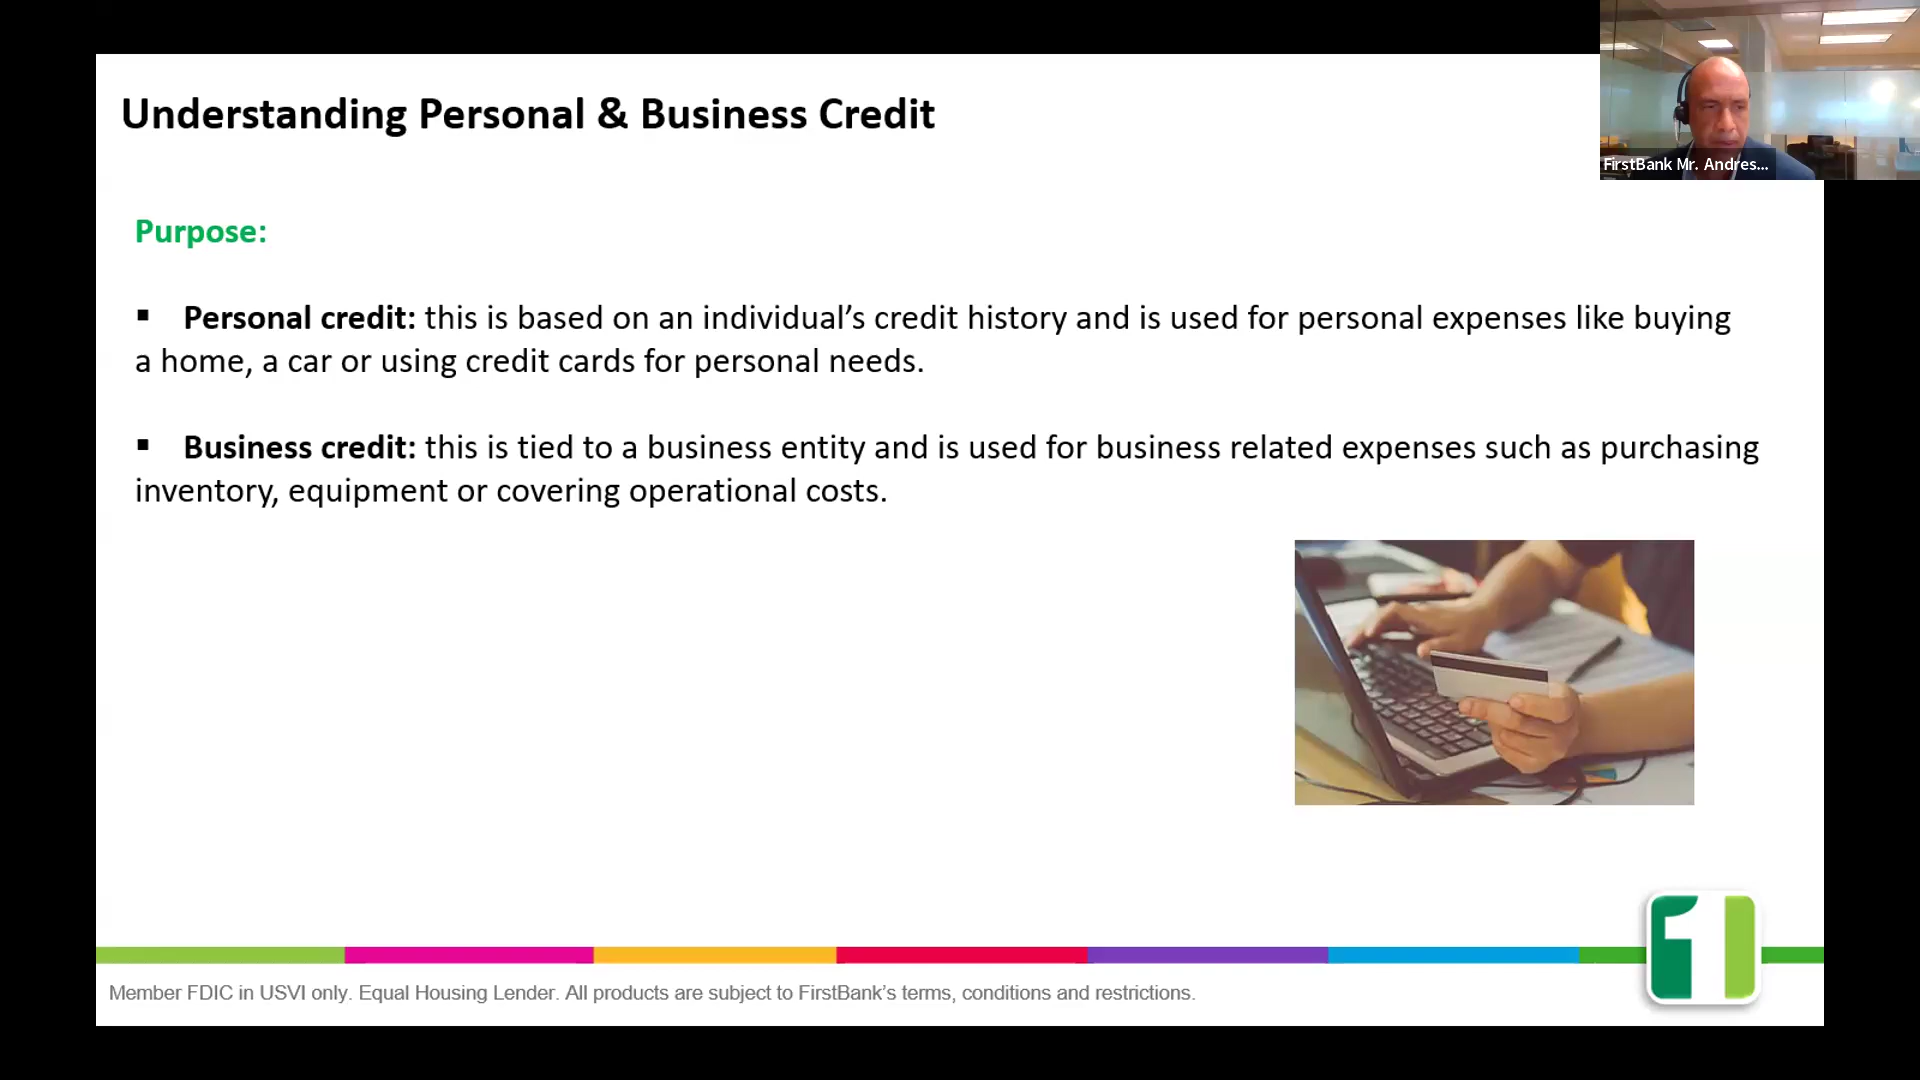 Understanding Personal & Business Credit
FirstBank Mr. Andres...
Purpose:
▪ Personal credit: this is based on an individual’s credit history and is used for personal expenses like buying
a home, a car or using credit cards for personal needs.
▪ Business credit: this is tied to a business entity and is used for business related expenses such as purchasing
inventory, equipment or covering operational costs.
1
Member FDIC in USVI only. Equal Housing Lender. All products are subject to FirstBank’s terms, conditions and restrictions.